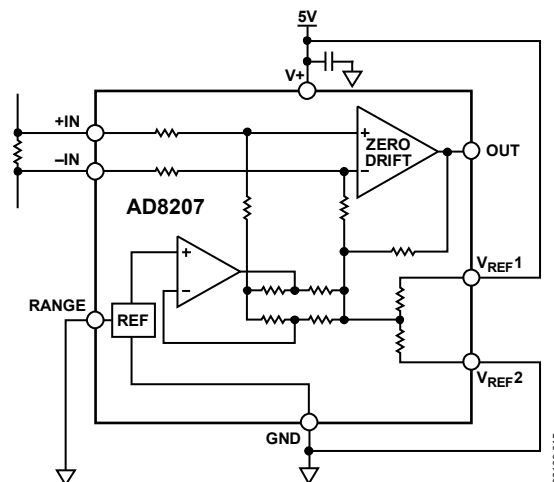 5V
V+
+IN
–IN
ZERO
DRIFT
OUT
AD8207
VREF1
RANGE
REF
VREF2
GND